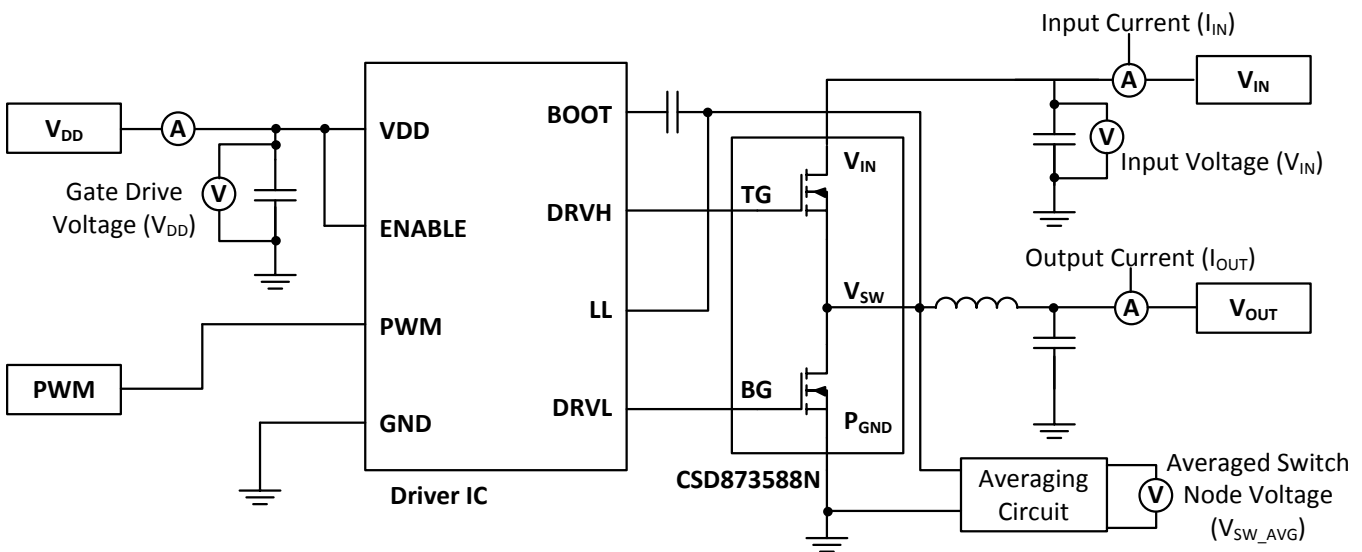 Input Current (I_IN)
A
V_IN
V_DD
A
VDD
BOOT
V
Gate Drive
Voltage (V_DD)
V
Input Voltage (V_IN)
V_IN
TG
DRVH
ENABLE
Output Current (I_OUT)
V_SW
LL
A
V_OUT
PWM
PWM
BG
DRVL
GND
P_GND
CSD873588N
Driver IC
Averaging
Circuit
V
Averaged Switch
Node Voltage
(V_SW_AVG)